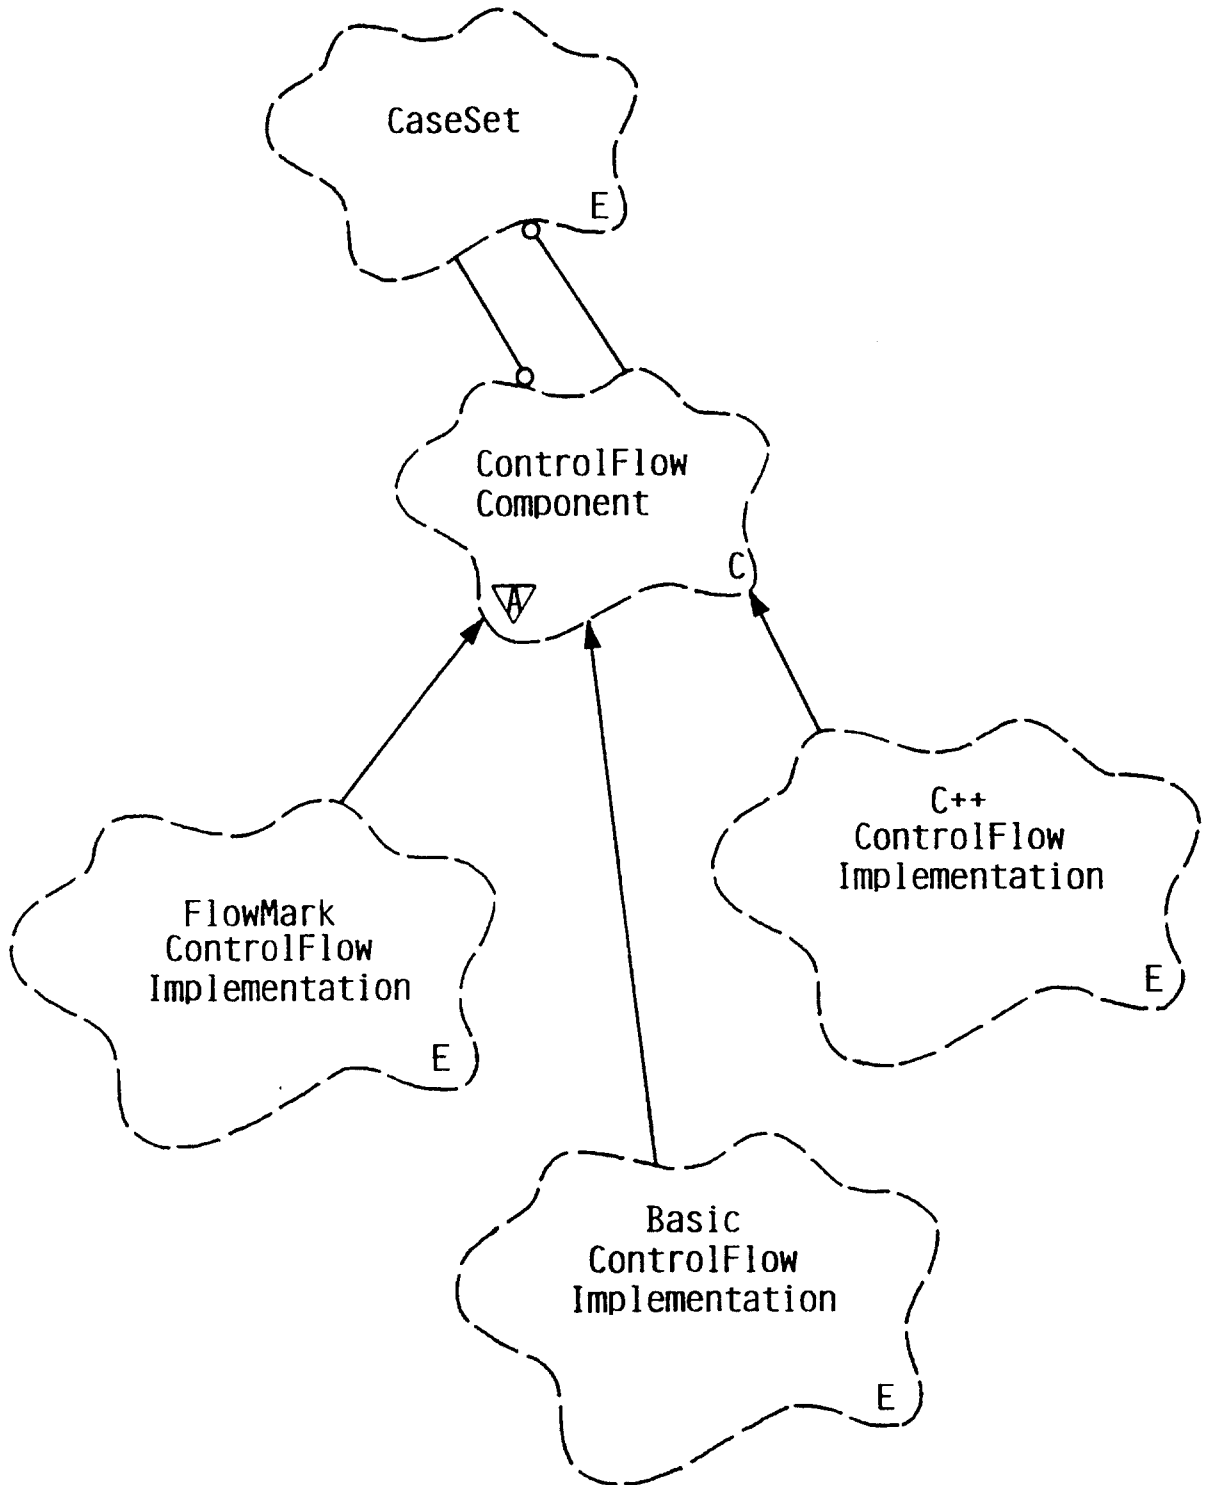 CaseSet
E
ControlFlow
Component
C
A
C++
ControlFlow
Implementation
E
FlowMark
ControlFlow
Implementation
E
Basic
ControlFlow
Implementation
E